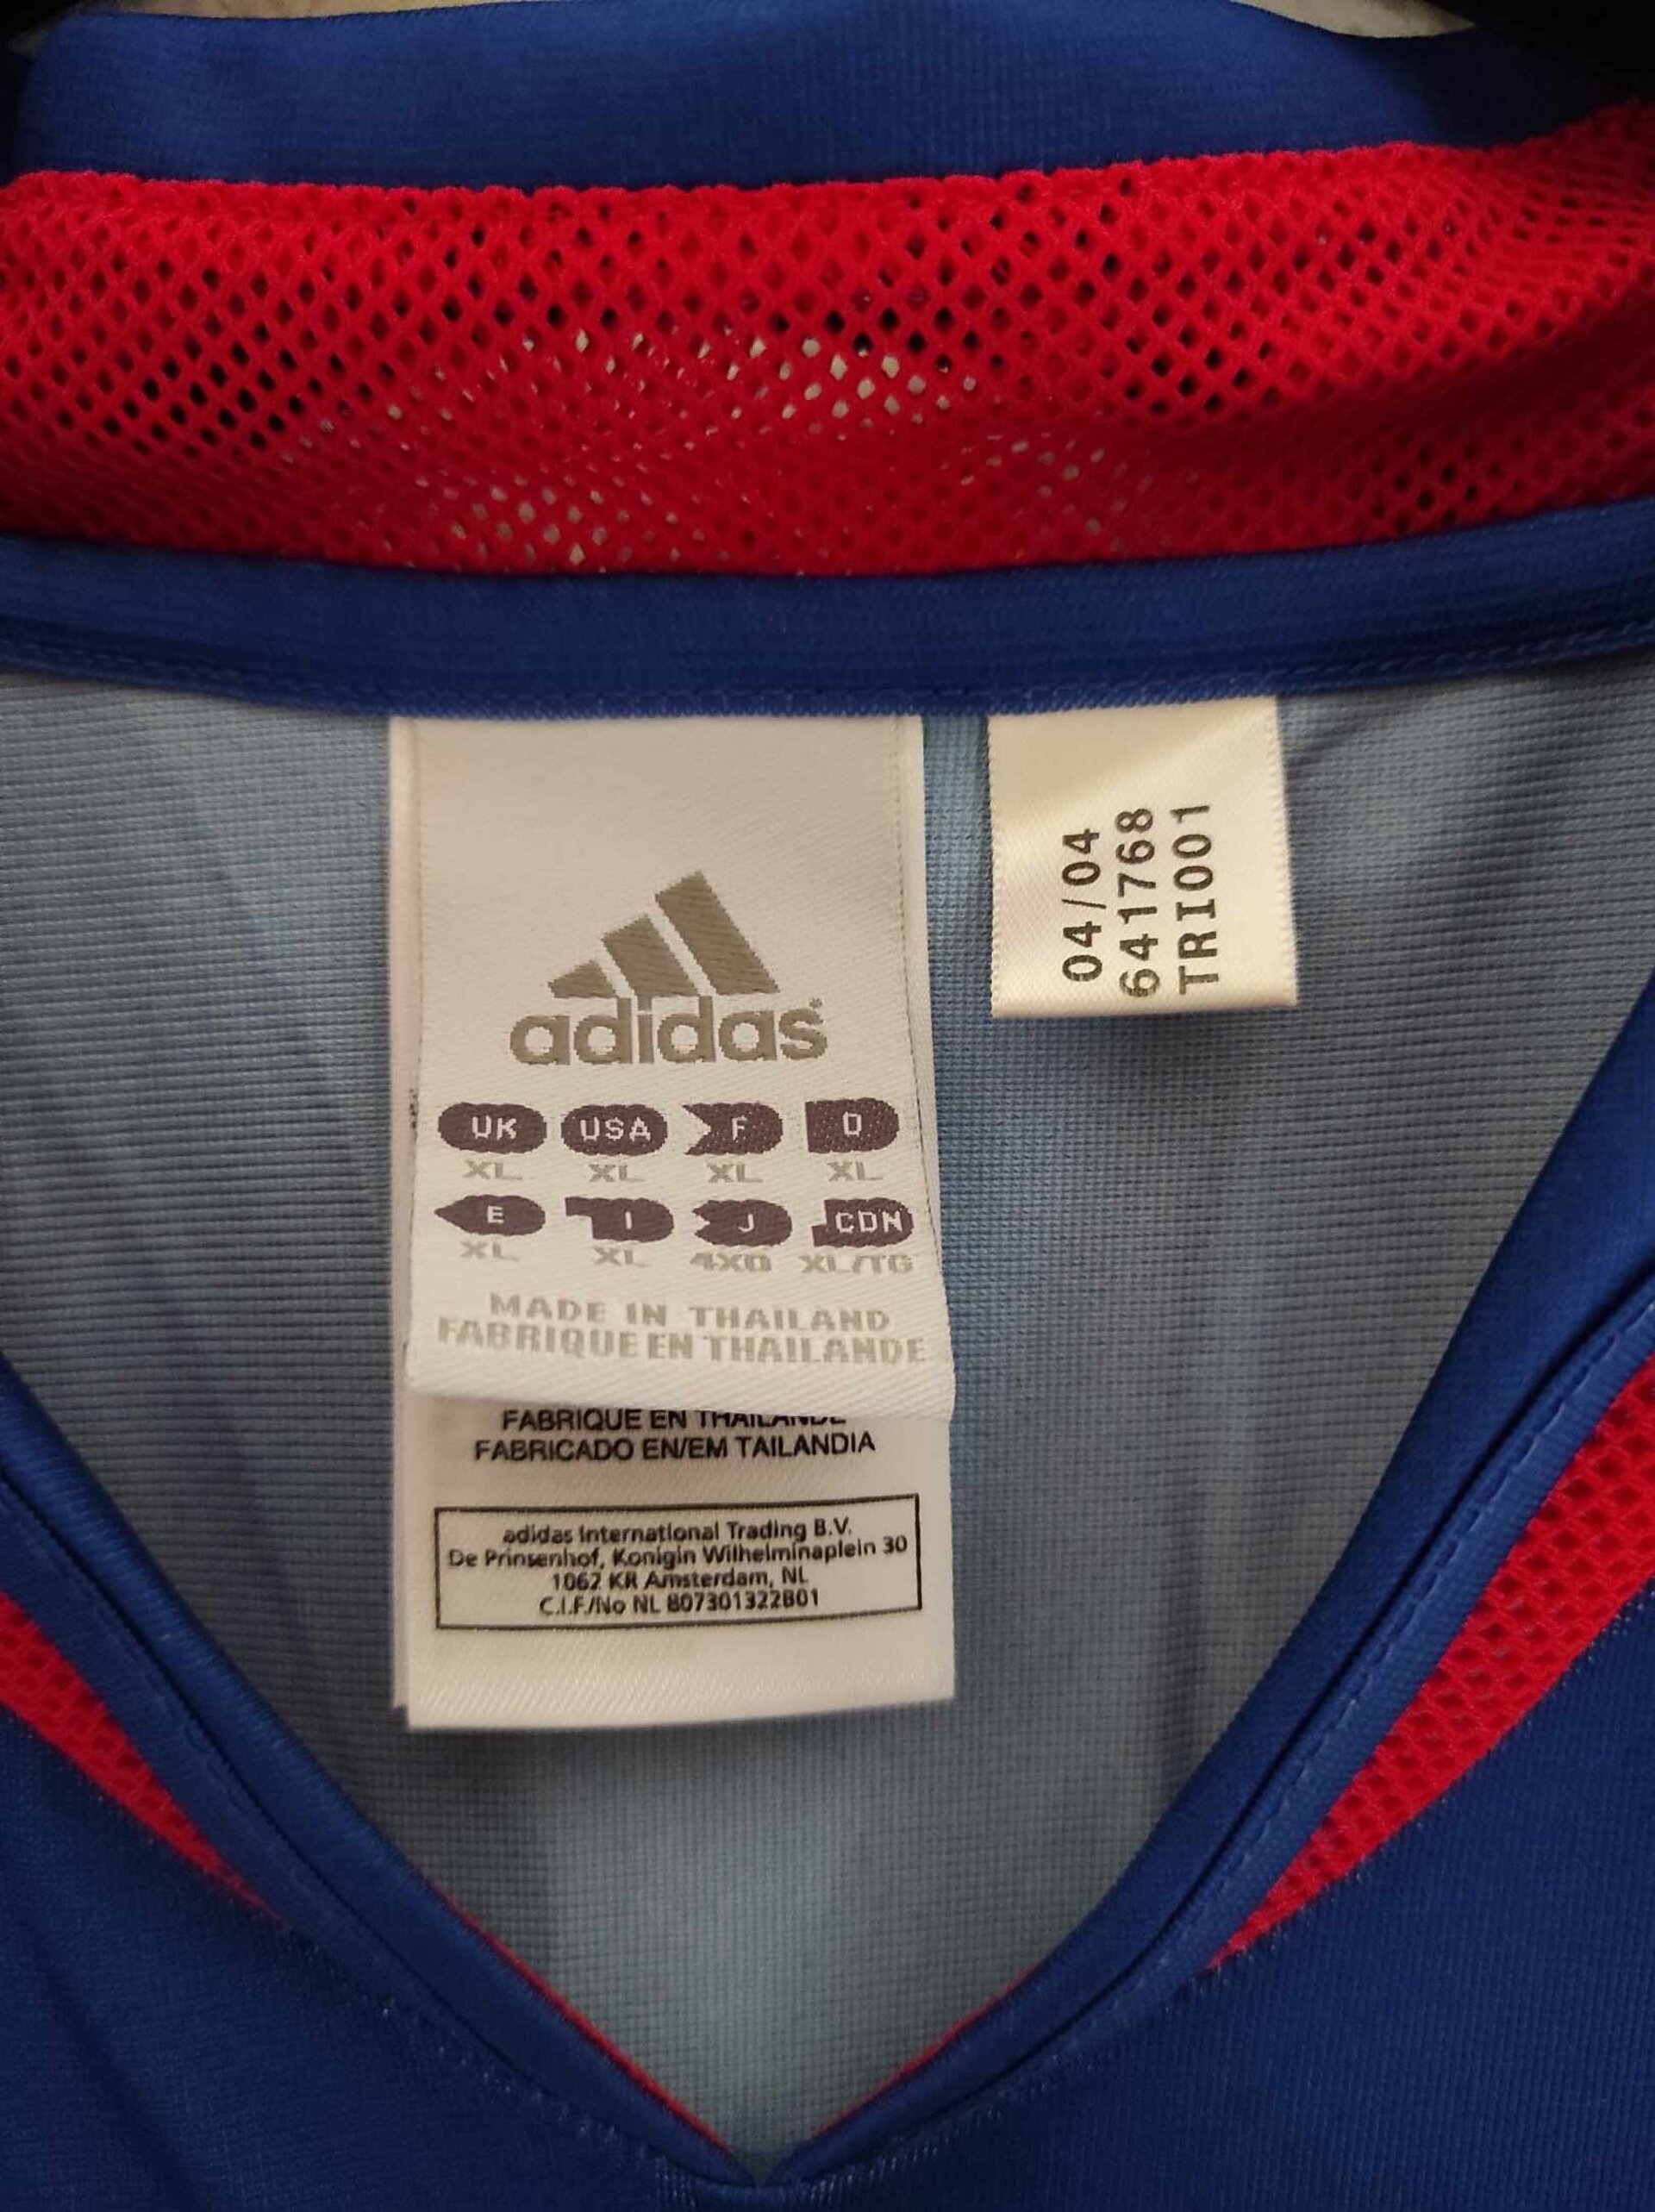 adidas
UK USA F D
XL XL XL XL
E I J CDN
XL XL 4XO XL/TG
MADE IN THAILAND
FABRIQUE EN THAILANDE
FABRIQUE EN THAILANDE
FABRICADO EN/EM TAILANDIA
adidas International Trading B.V.
De Prinsenhof, Konigin Wilhelminaplein 30
1062 KR Amsterdam, NL
C.I.F./No NL 807301322B01
04/04
641768
TRI001